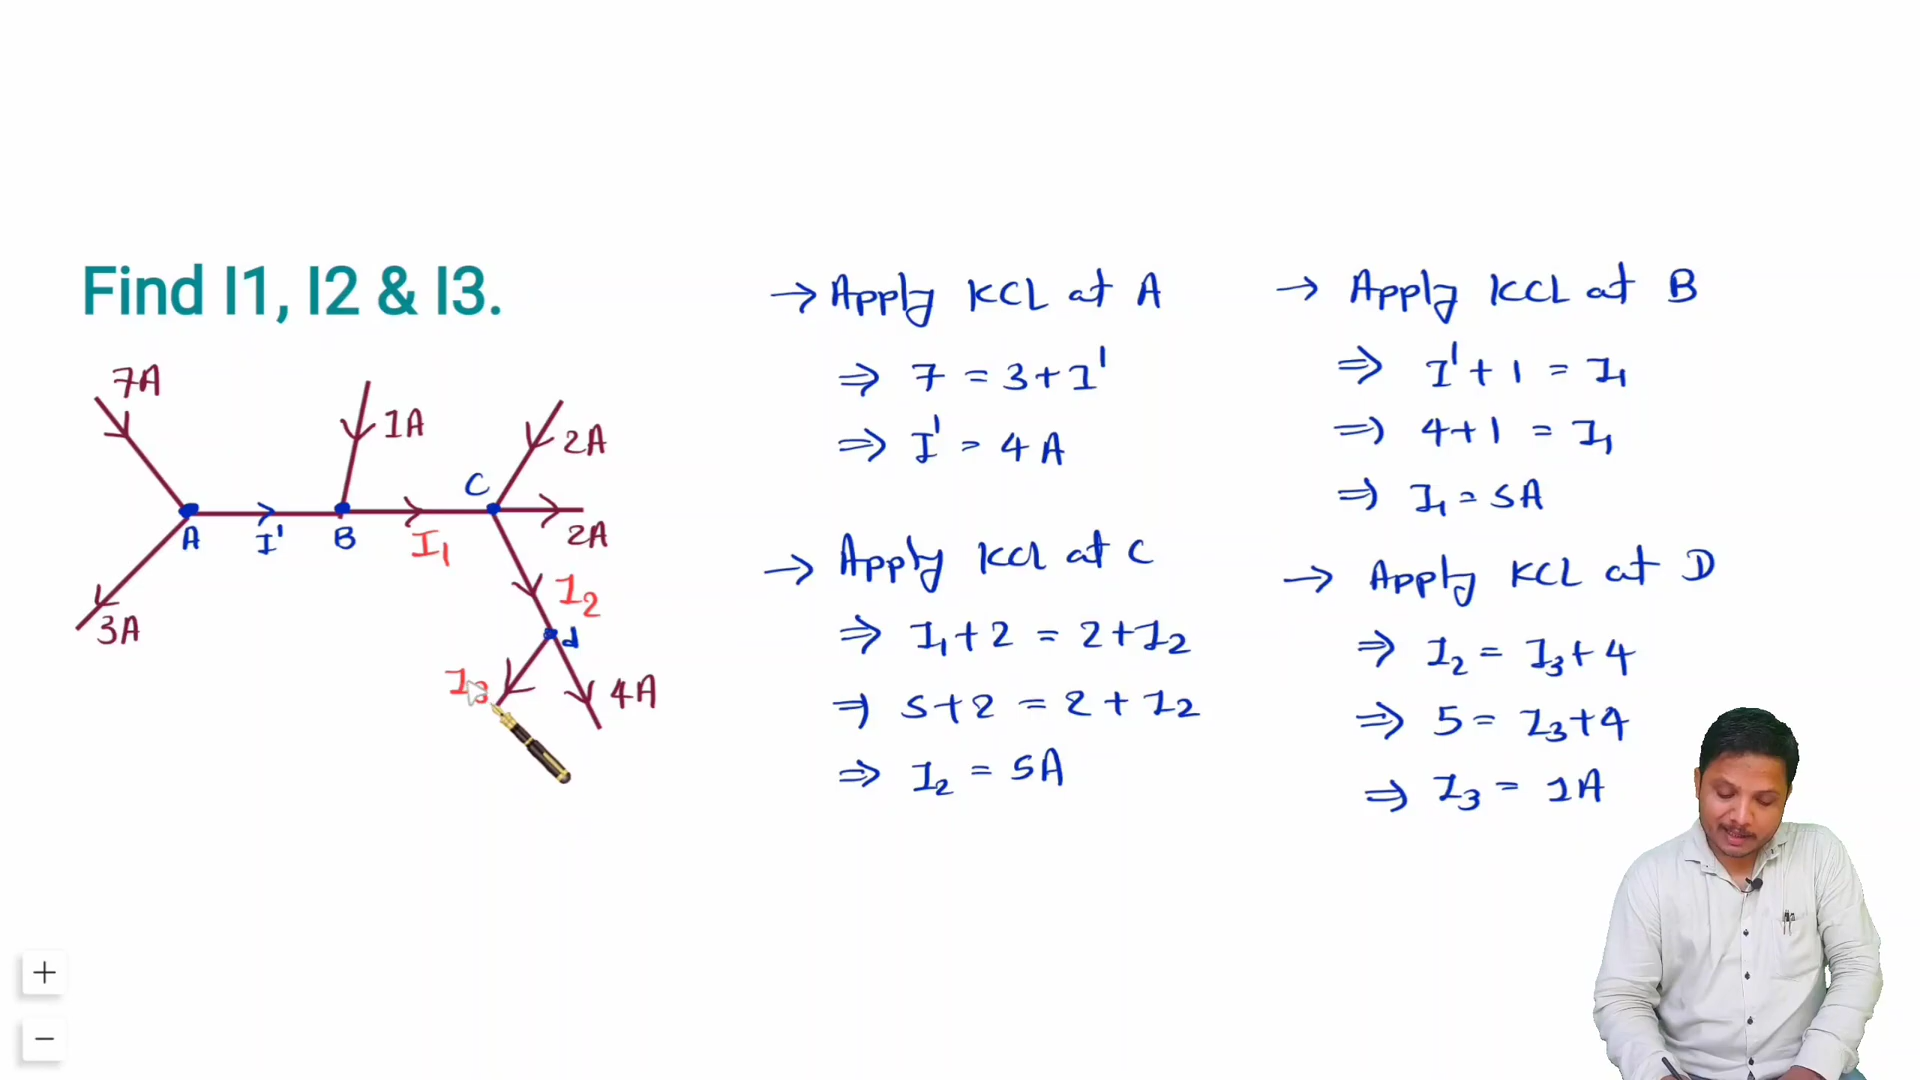 Find I1, I2 & I3.
7A
1A
2A
C
A
I'
B
I₁
2A
3A
I₂
d
4A
→ Apply KCL at A
⇒ 7 = 3+I'
⇒ I' = 4A
→ Apply KCL at B
⇒ I'+1 = I₁
⇒ 4+1 = I₁
⇒ I₁ = 5A
→ Apply KCL at C
⇒ I₁+2 = 2+I₂
⇒ 5+2 = 2+I₂
⇒ I₂ = 5A
→ Apply KCL at D
⇒ I₂ = I₃+4
⇒ 5 = I₃+4
⇒ I₃ = 1A
+
−